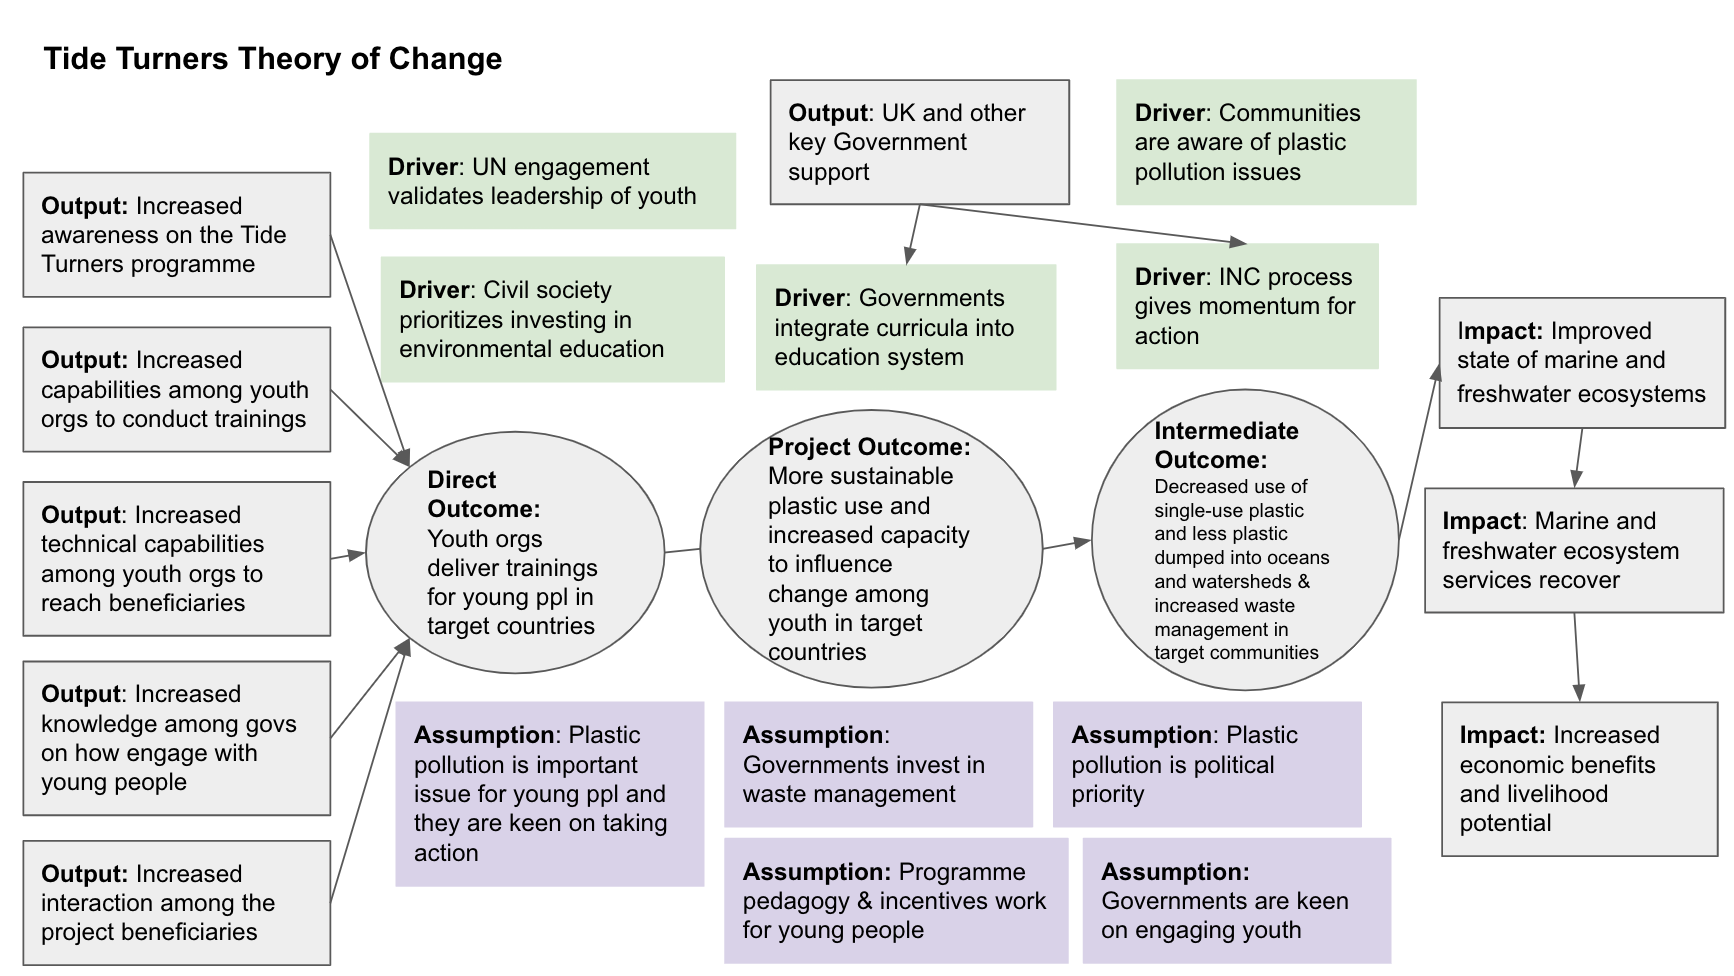 Tide Turners Theory of Change
Output: Increased
awareness on the Tide
Turners programme
Output: Increased
capabilities among youth
orgs to conduct trainings
Output: Increased
technical capabilities
among youth orgs to
reach beneficiaries
Output: Increased
knowledge among govs
on how engage with
young people
Output: Increased
interaction among the
project beneficiaries
Driver: UN engagement
validates leadership of youth
Driver: Civil society
prioritizes investing in
environmental education
Output: UK and other
key Government
support
Driver: Governments
integrate curricula into
education system
Driver: Communities
are aware of plastic
pollution issues
Driver: INC process
gives momentum for
action
Direct
Outcome:
Youth orgs
deliver trainings
for young ppl in
target countries
Project Outcome:
More sustainable
plastic use and
increased capacity
to influence
change among
youth in target
countries
Intermediate
Outcome:
Decreased use of
single-use plastic
and less plastic
dumped into oceans
and watersheds &
increased waste
management in
target communities
Assumption: Plastic
pollution is important
issue for young ppl and
they are keen on taking
action
Assumption:
Governments invest in
waste management
Assumption: Programme
pedagogy & incentives work
for young people
Assumption: Plastic
pollution is political
priority
Assumption:
Governments are keen
on engaging youth
Impact: Improved
state of marine and
freshwater ecosystems
Impact: Marine and
freshwater ecosystem
services recover
Impact: Increased
economic benefits
and livelihood
potential